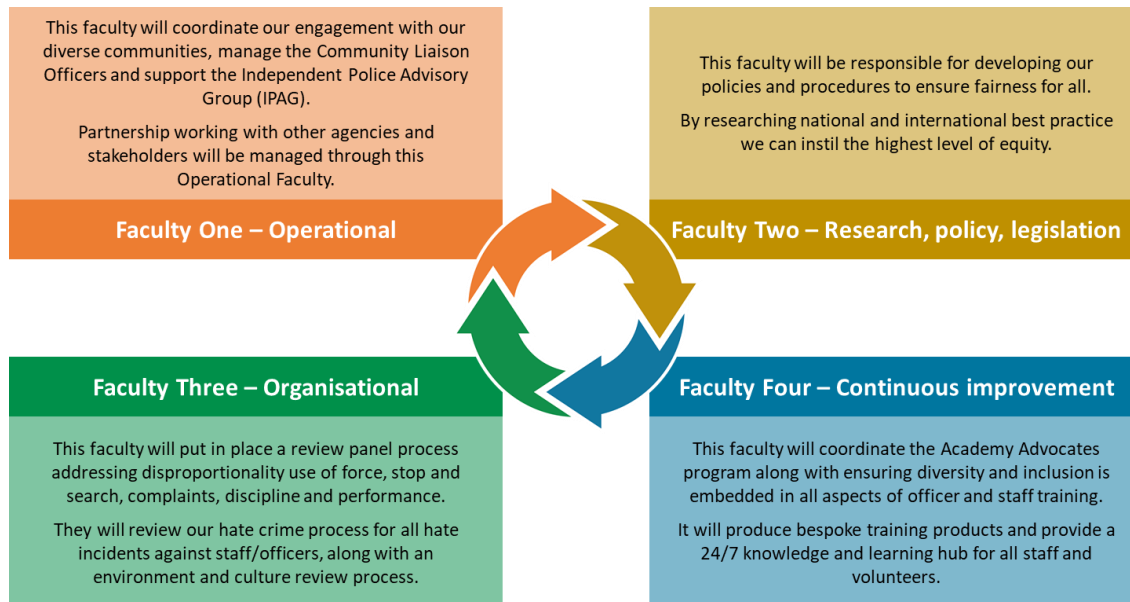 This faculty will coordinate our engagement with our
diverse communities, manage the Community Liaison
Officers and support the Independent Police Advisory
Group (IPAG).
Partnership working with other agencies and
stakeholders will be managed through this
Operational Faculty.
Faculty One – Operational
This faculty will be responsible for developing our
policies and procedures to ensure fairness for all.
By researching national and international best practice
we can instil the highest level of equity.
Faculty Two – Research, policy, legislation
Faculty Three – Organisational
This faculty will put in place a review panel process
addressing disproportionality use of force, stop and
search, complaints, discipline and performance.
They will review our hate crime process for all hate
incidents against staff/officers, along with an
environment and culture review process.
Faculty Four – Continuous improvement
This faculty will coordinate the Academy Advocates
program along with ensuring diversity and inclusion is
embedded in all aspects of officer and staff training.
It will produce bespoke training products and provide a
24/7 knowledge and learning hub for all staff and
volunteers.